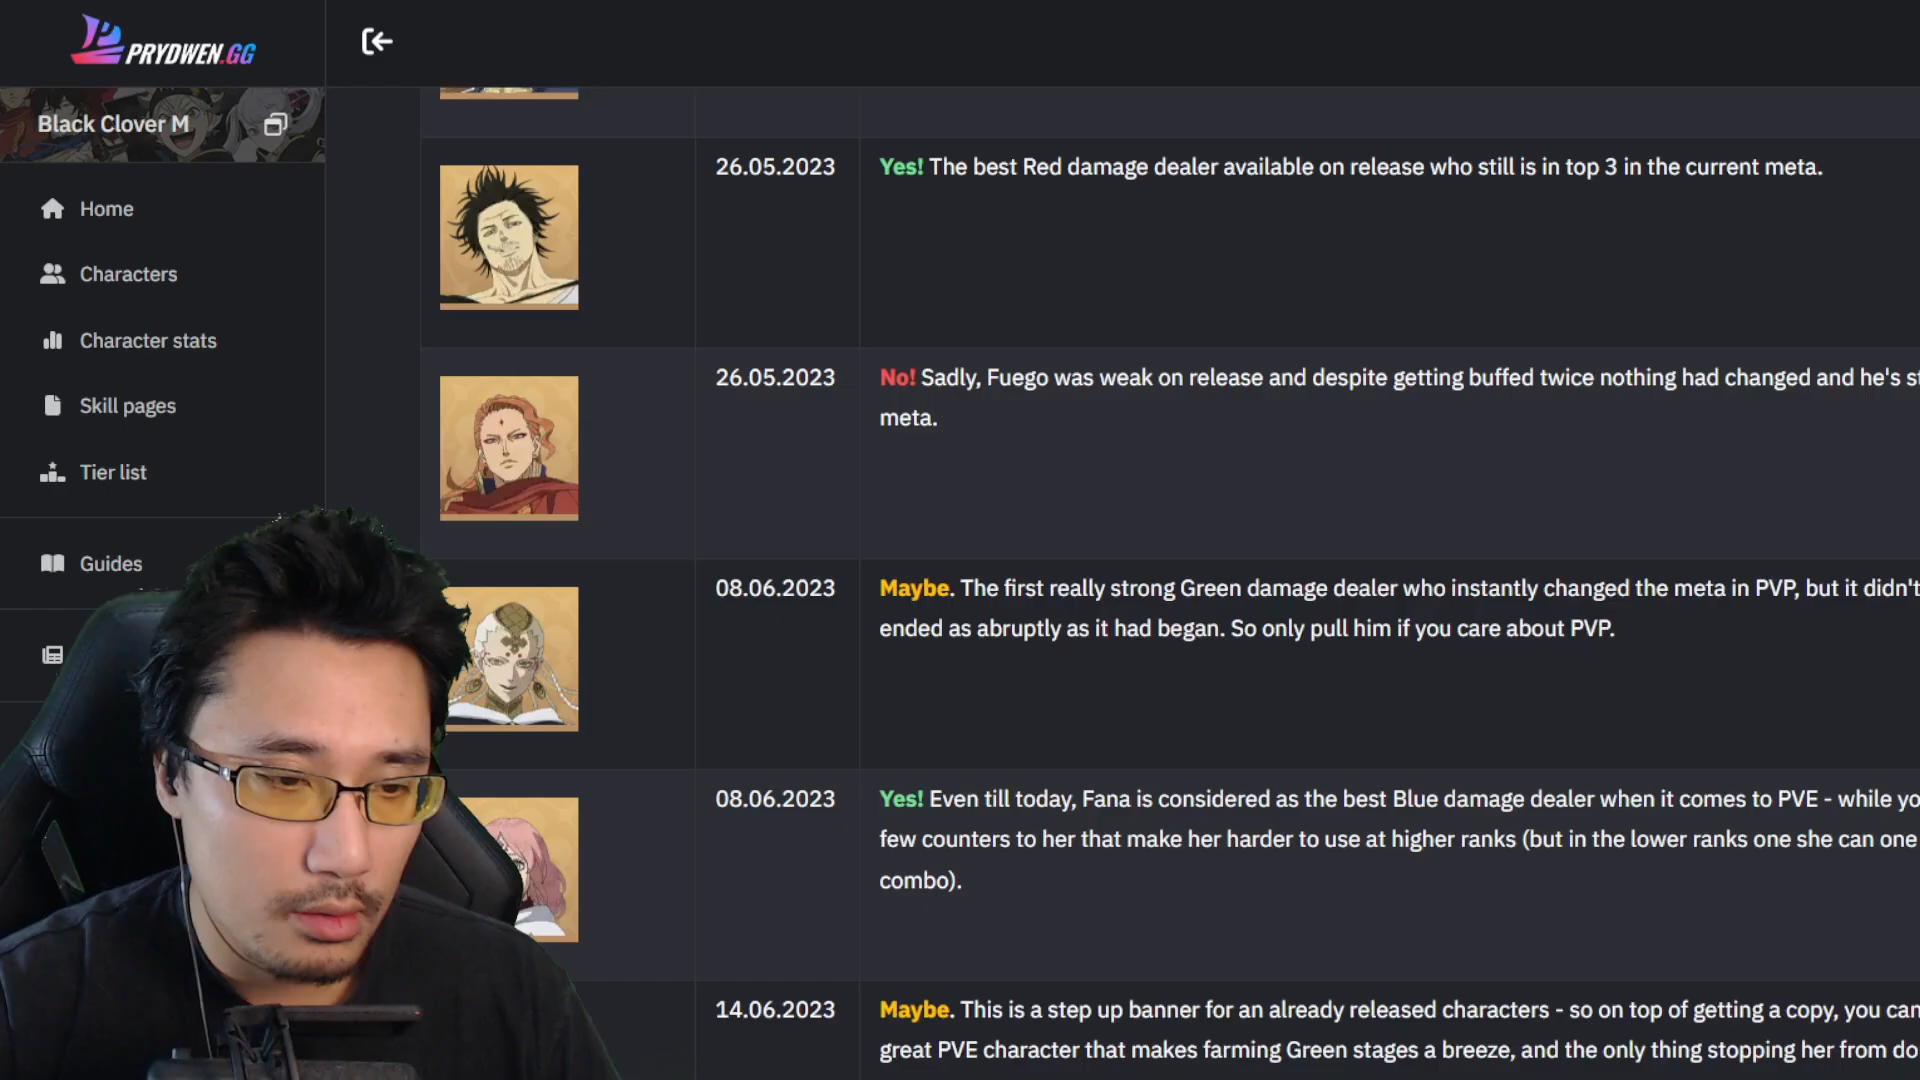 PRYDWEN.GG
Black Clover M
Home
Characters
Character stats
Skill pages
Tier list
Guides
26.05.2023
Yes! The best Red damage dealer available on release who still is in top 3 in the current meta.
26.05.2023
No! Sadly, Fuego was weak on release and despite getting buffed twice nothing had changed and he's
meta.
08.06.2023
Maybe. The first really strong Green damage dealer who instantly changed the meta in PVP, but it didn't
ended as abruptly as it had began. So only pull him if you care about PVP.
08.06.2023
Yes! Even till today, Fana is considered as the best Blue damage dealer when it comes to PVE - while
few counters to her that make her harder to use at higher ranks (but in the lower ranks one she can one
combo).
14.06.2023
Maybe. This is a step up banner for an already released characters - so on top of getting a copy, you can
great PVE character that makes farming Green stages a breeze, and the only thing stopping her from